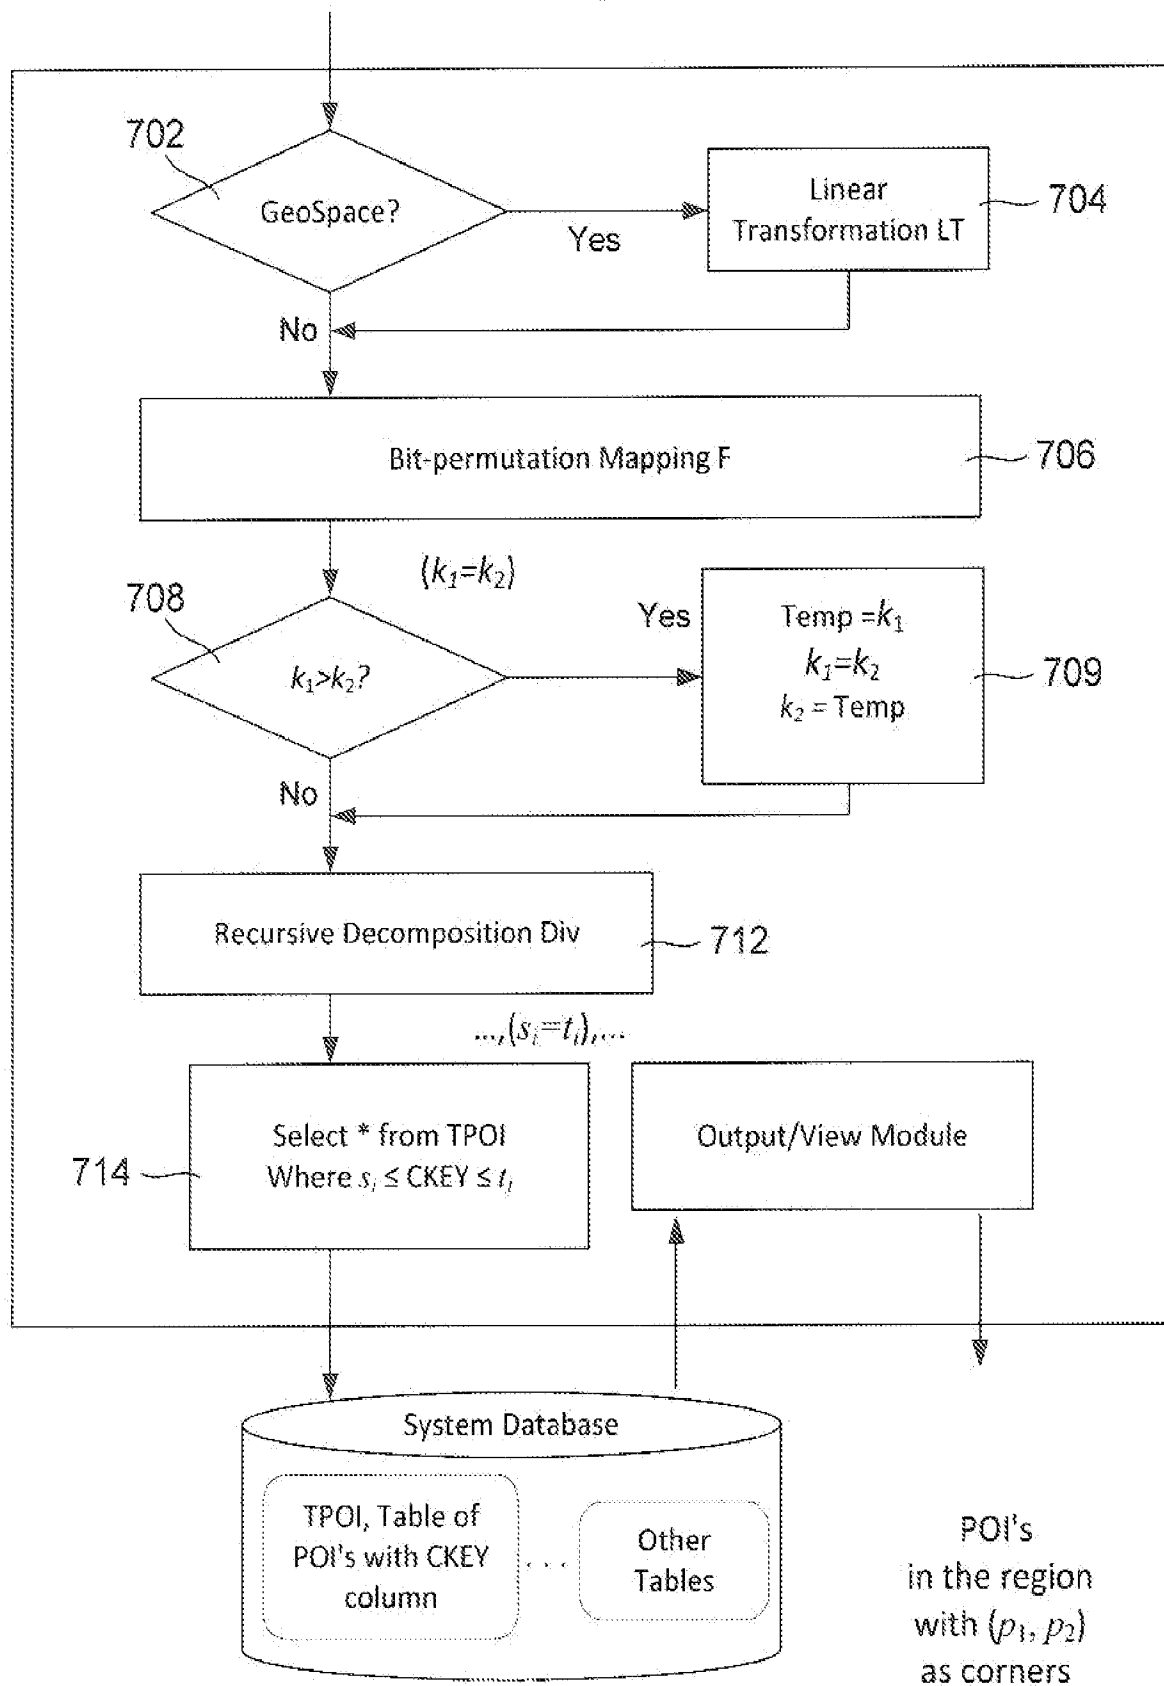 702
GeoSpace?
Yes
Linear
Transformation LT
704
No
Bit-permutation Mapping F
706
(k₁=k₂)
708
k₁>k₂?
Yes
Temp =k₁
k₁=k₂
k₂ = Temp
709
No
Recursive Decomposition Div
712
...,(sᵢ=tᵢ),...
714
Select * from TPOI
Where sᵢ ≤ CKEY ≤ tᵢ
Output/View Module
System Database
TPOI, Table of
POI's with CKEY
column
. . .
Other
Tables
POI's
in the region
with (p₁, p₂)
as corners